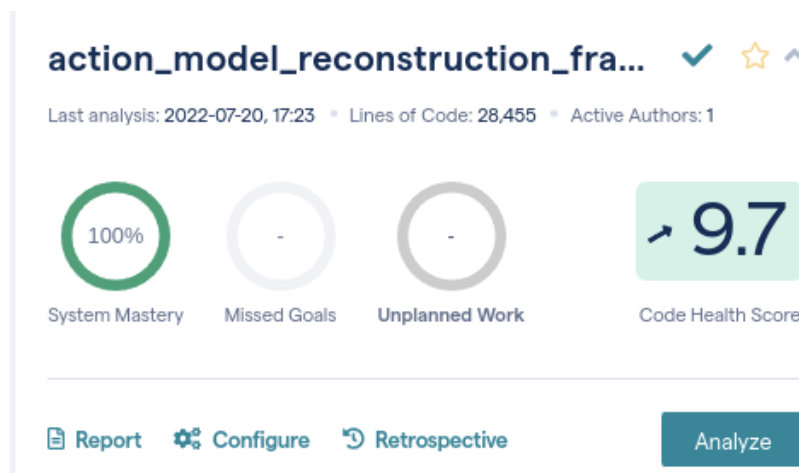 action_model_reconstruction_fra...
Last analysis: 2022-07-20, 17:23 • Lines of Code: 28,455 • Active Authors: 1
100% - - 9.7
System Mastery Missed Goals Unplanned Work Code Health Score
Report Configure Retrospective Analyze